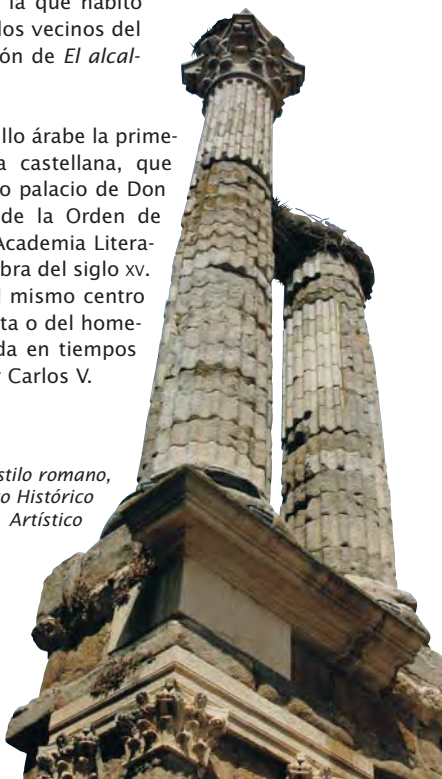 la que habitó
los vecinos del
ón de El alcal-
llo árabe la prime-
a castellana, que
o palacio de Don
de la Orden de
Academia Litera-
bra del siglo XV.
l mismo centro
ta o del home-
da en tiempos
Carlos V.
stilo romano,
o Histórico
Artístico